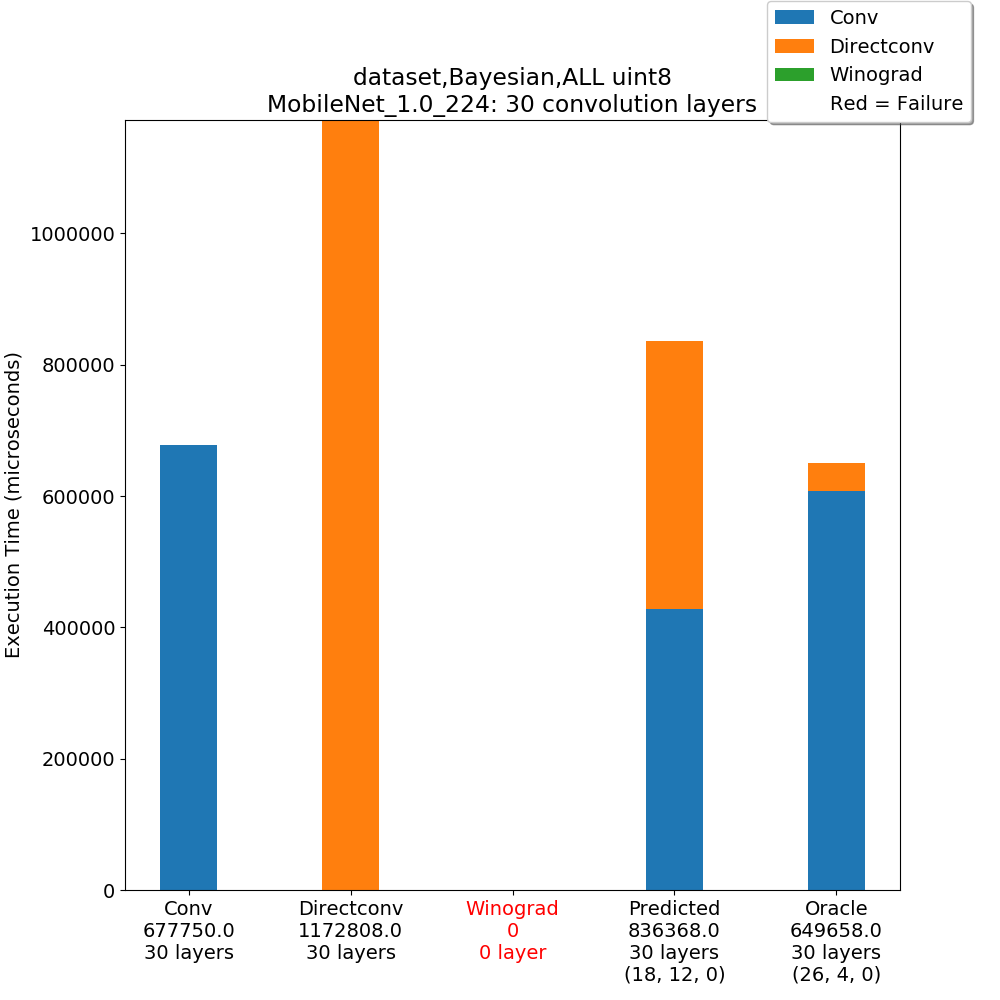 Conv
Directconv
Winograd
Red = Failure
dataset,Bayesian,ALL uint8
MobileNet_1.0_224: 30 convolution layers
Execution Time (microseconds)
1000000
800000
600000
400000
200000
0
Conv
677750.0
30 layers
Directconv
1172808.0
30 layers
Winograd
0
0 layer
Predicted
836368.0
30 layers
(18, 12, 0)
Oracle
649658.0
30 layers
(26, 4, 0)